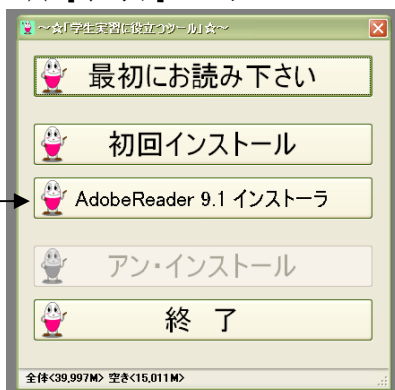 ～☆｢学生実習に役立つツール｣☆～
最初にお読み下さい
初回インストール
AdobeReader 9.1 インストーラ
アン・インストール
終 了
全体<39,997M> 空き<15,011M>